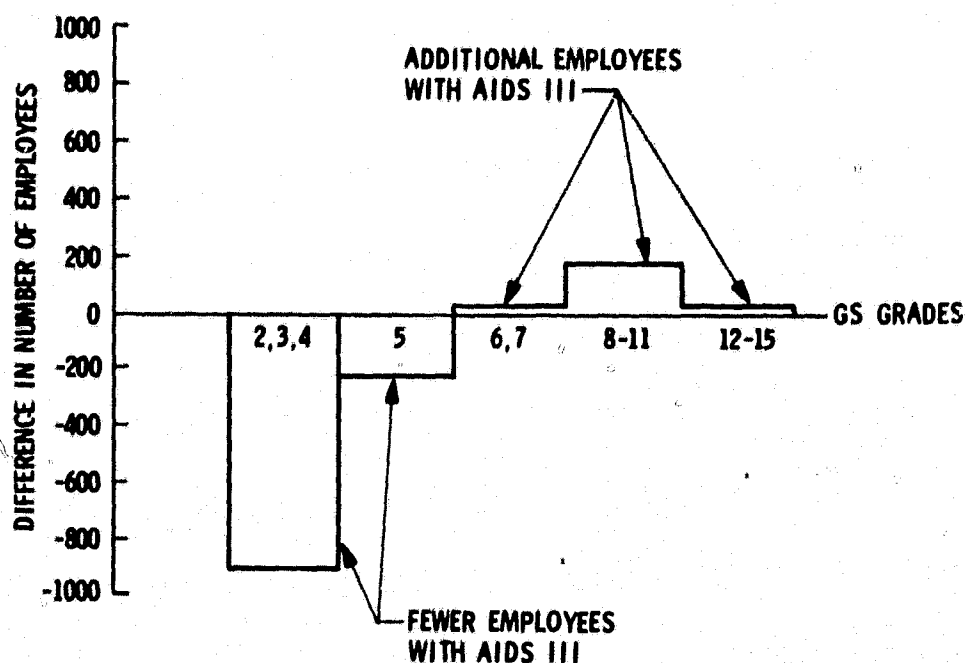 1000
800
600
400
200
0
-200
-400
-600
-800
-1000
DIFFERENCE IN NUMBER OF EMPLOYEES
ADDITIONAL EMPLOYEES
WITH AIDS III
2,3,4
5
6,7
8-11
12-15
GS GRADES
FEWER EMPLOYEES
WITH AIDS III